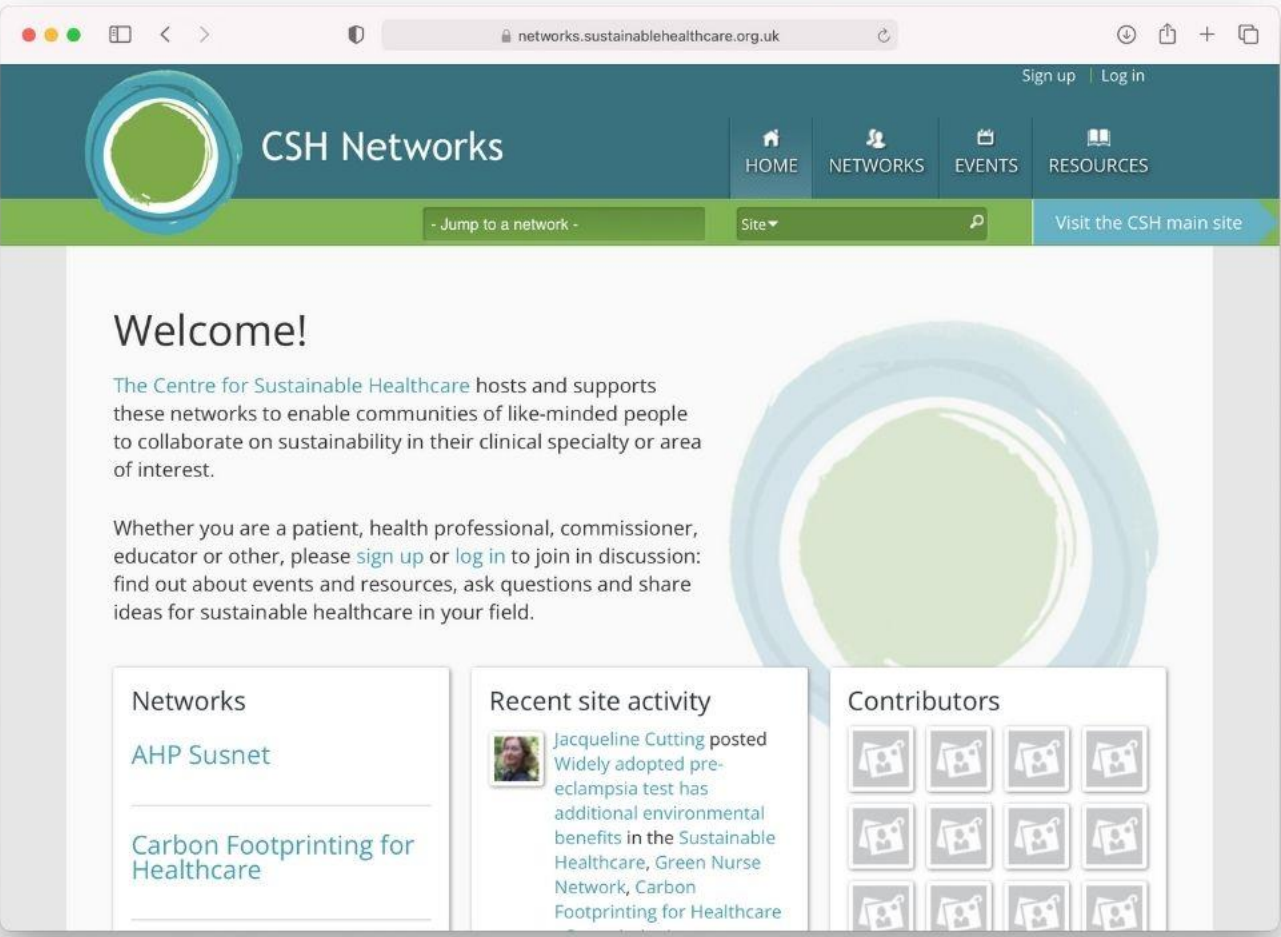 networks.sustainablehealthcare.org.uk
Sign up | Log in
CSH Networks
HOME
NETWORKS
EVENTS
RESOURCES
- Jump to a network -
Site
Visit the CSH main site
Welcome!
The Centre for Sustainable Healthcare hosts and supports
these networks to enable communities of like-minded people
to collaborate on sustainability in their clinical specialty or area
of interest.
Whether you are a patient, health professional, commissioner,
educator or other, please sign up or log in to join in discussion:
find out about events and resources, ask questions and share
ideas for sustainable healthcare in your field.
Networks
AHP Susnet
Carbon Footprinting for
Healthcare
Recent site activity
Jacqueline Cutting posted
Widely adopted pre-
eclampsia test has
additional environmental
benefits in the Sustainable
Healthcare, Green Nurse
Network, Carbon
Footprinting for Healthcare
Contributors